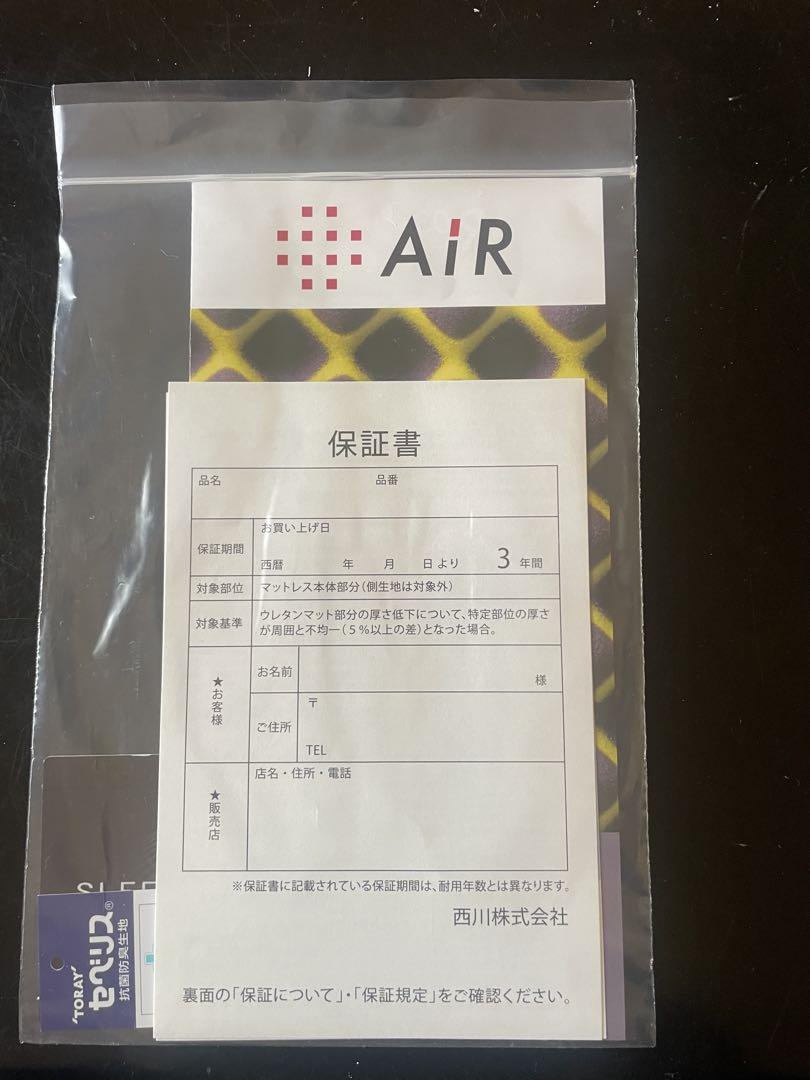 AiR
保証書
品名
品番
保証期間
お買い上げ日
西暦 年 月 日より 3 年間
対象部位
マットレス本体部分(側生地は対象外)
対象基準
ウレタンマット部分の厚さ低下について、特定部位の厚さ
が周囲と不均一(5%以上の差)となった場合。
★お客様
お名前
様
ご住所
〒
TEL
★販売店
店名・住所・電話
※保証書に記載されている保証期間は、耐用年数とは異なります。
西川株式会社
裏面の「保証について」・「保証規定」をご確認ください。
'TORAY'
セベリス®
抗菌防臭生地